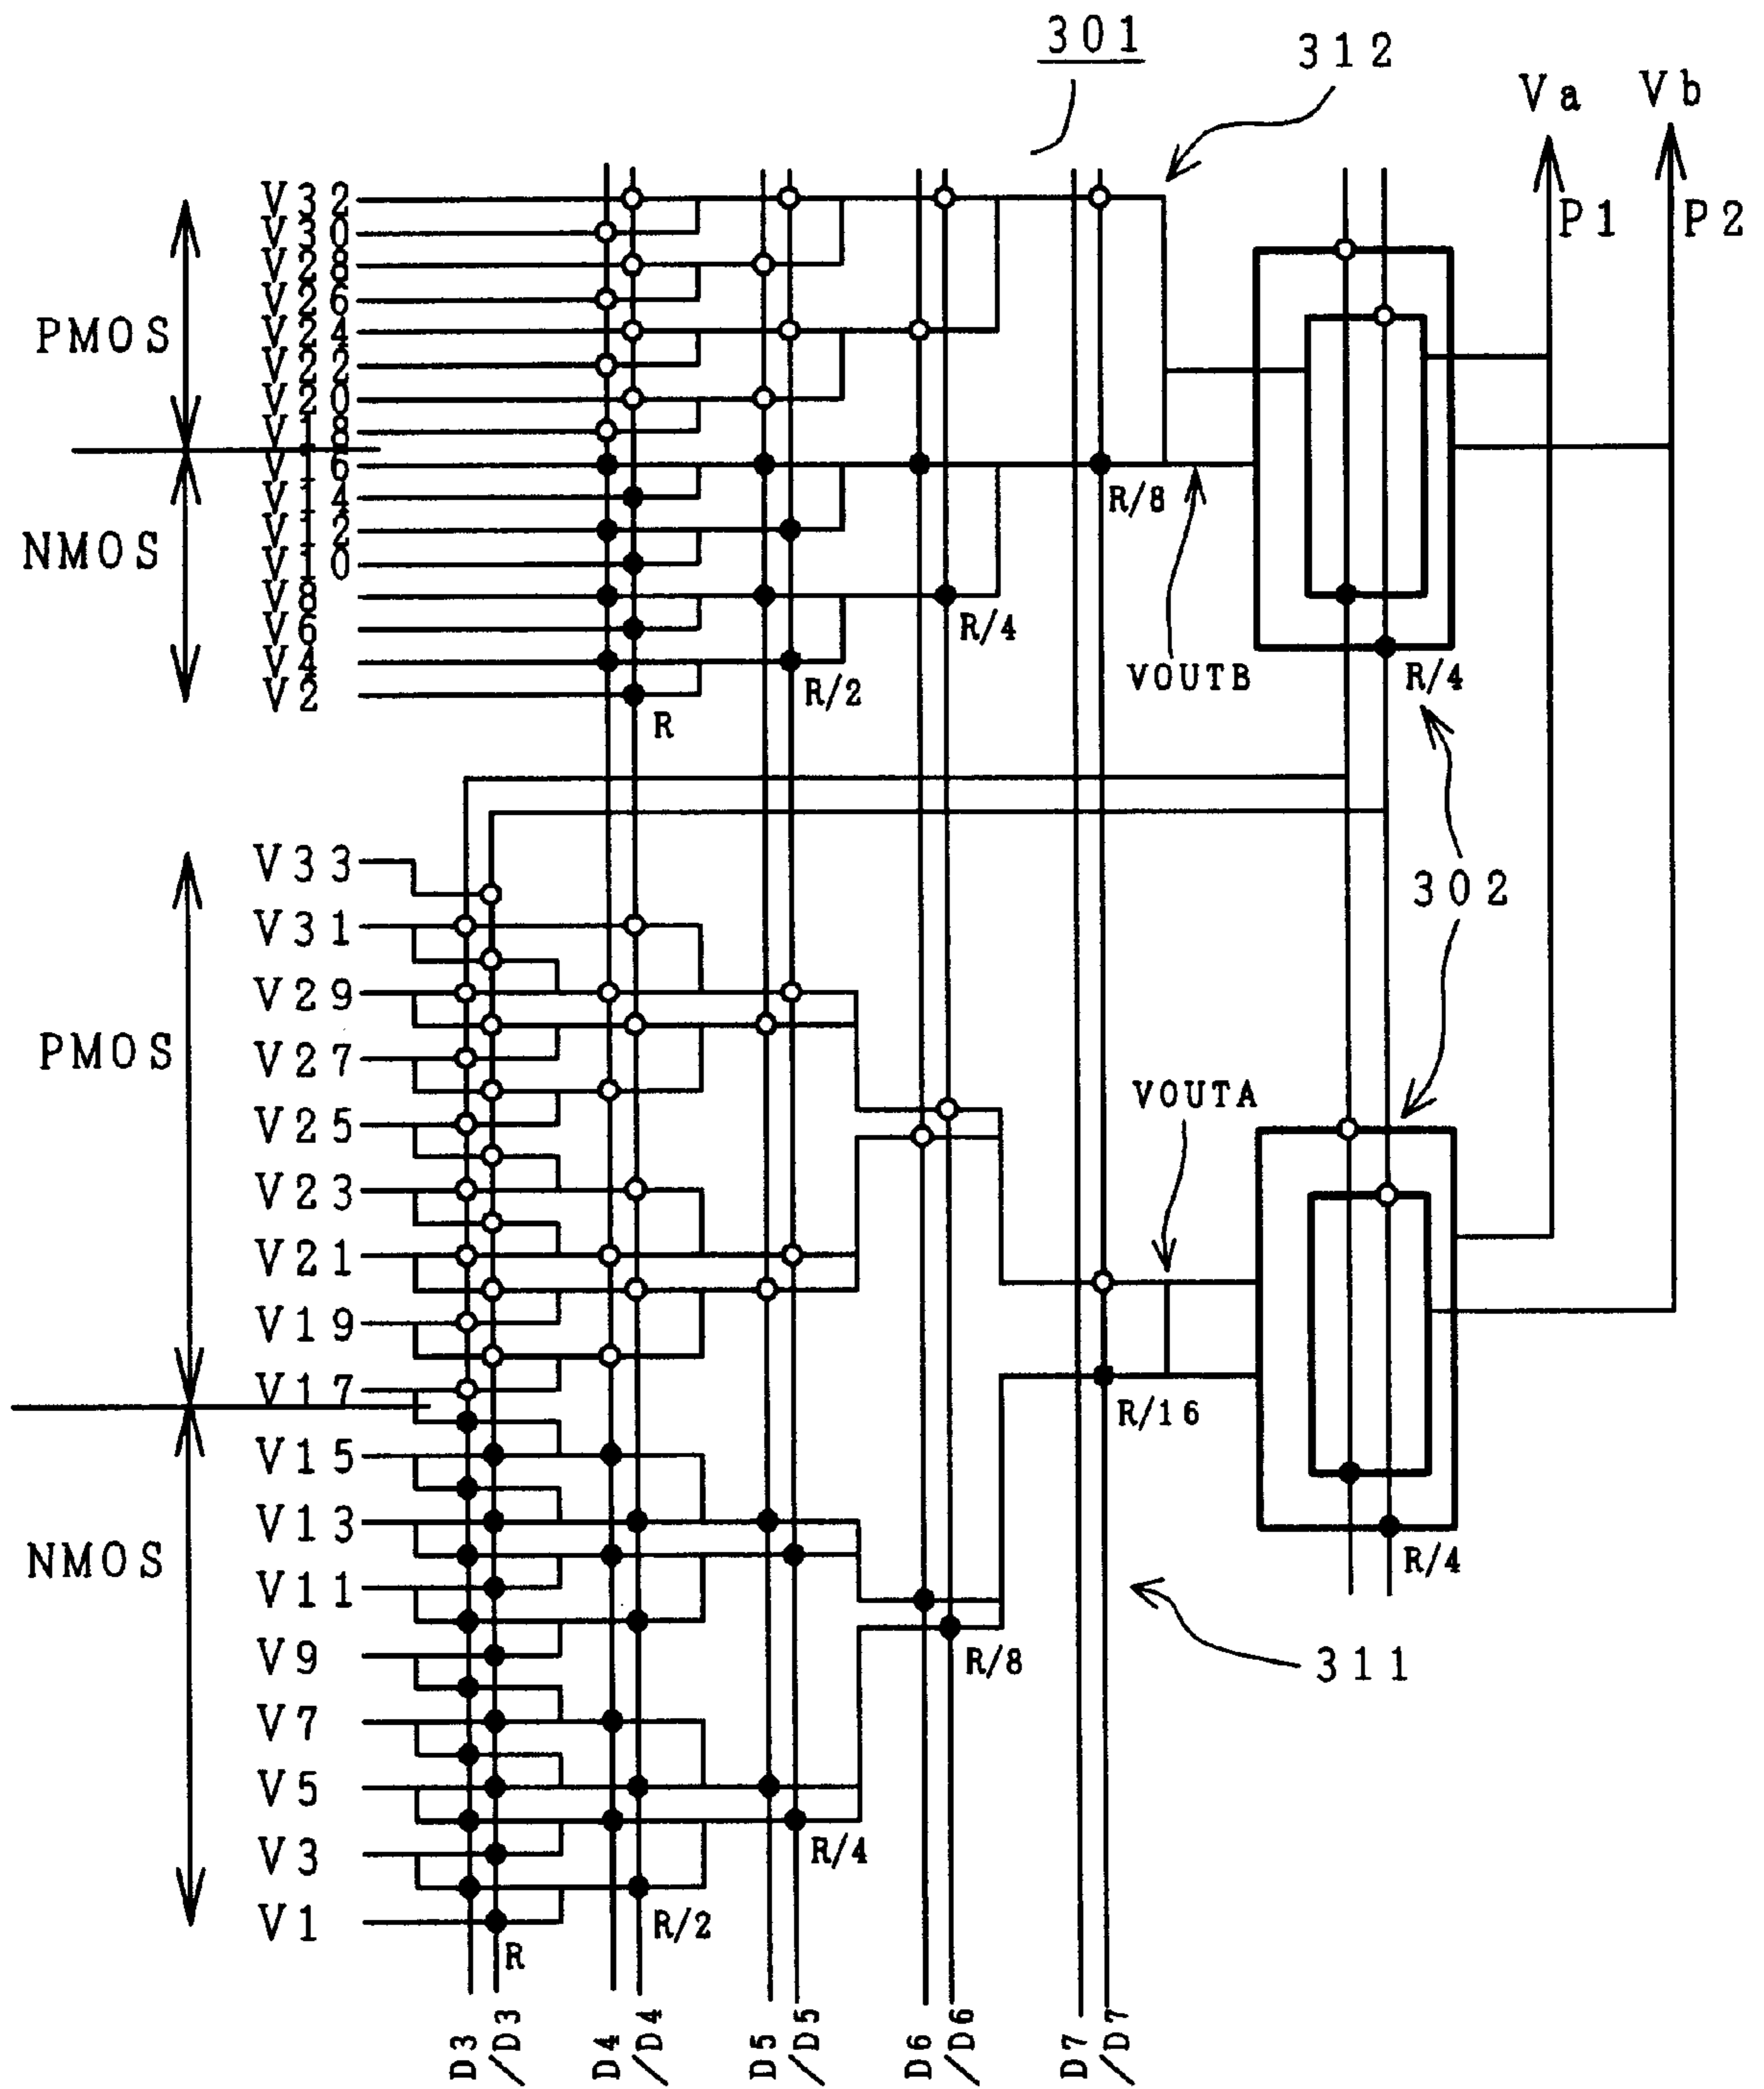 301
312
Va
Vb
P1
P2
V32
V30
V28
V26
V24
V22
V20
V18
V16
V14
V12
V10
V8
V6
V4
V2
PMOS
NMOS
R/8
R/4
R/2
R
VOUTB
R/4
302
V33
V31
V29
V27
V25
V23
V21
V19
V17
V15
V13
V11
V9
V7
V5
V3
V1
PMOS
NMOS
VOUTA
R/16
R/4
R/8
311
R/4
R/2
R
D3
/D3
D4
/D4
D5
/D5
D6
/D6
D7
/D7